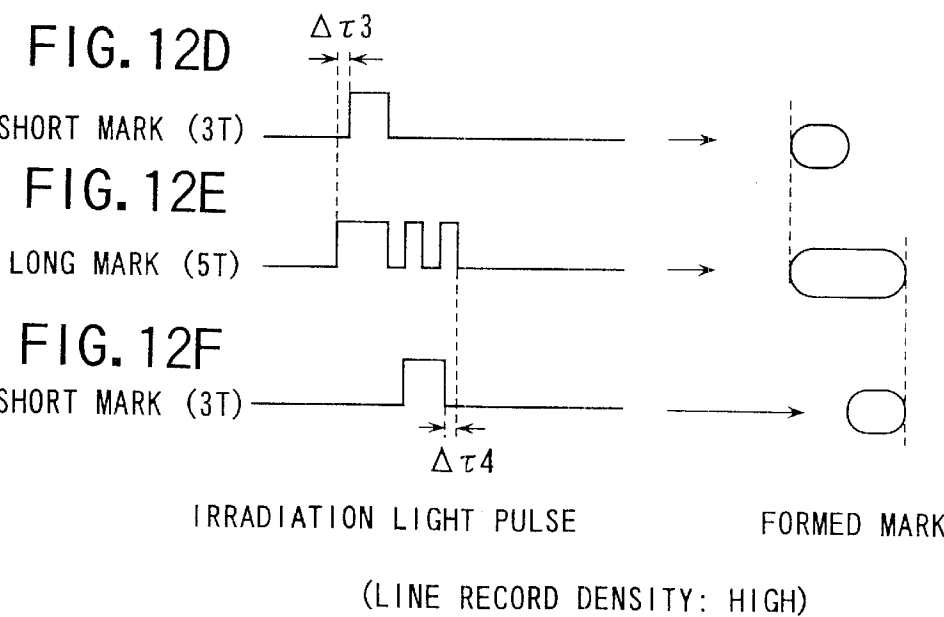 Δτ3
FIG. 12D
SHORT MARK (3T)
FIG. 12E
LONG MARK (5T)
FIG. 12F
SHORT MARK (3T)
Δτ4
IRRADIATION LIGHT PULSE
FORMED MARK
(LINE RECORD DENSITY: HIGH)